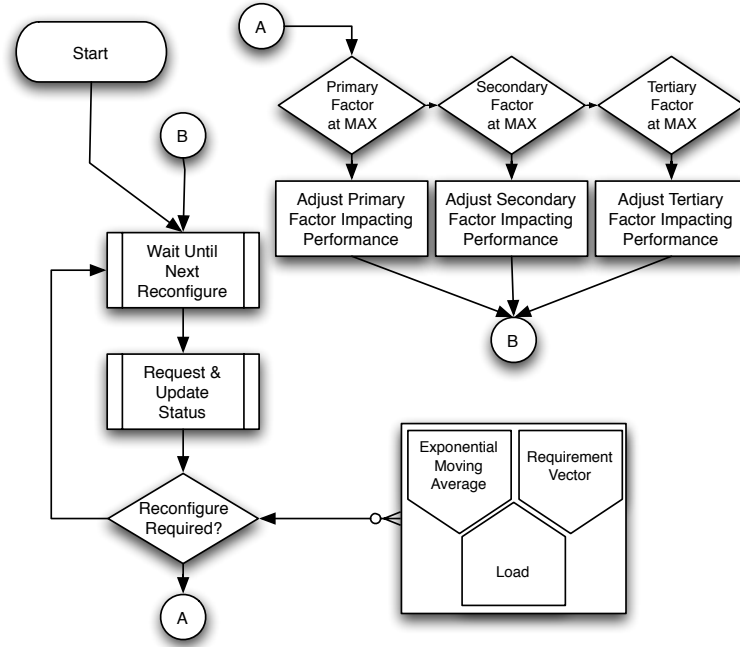 Start
A
B
Primary
Factor
at MAX
Secondary
Factor
at MAX
Tertiary
Factor
at MAX
Adjust Primary
Factor Impacting
Performance
Adjust Secondary
Factor Impacting
Performance
Adjust Tertiary
Factor Impacting
Performance
B
Wait Until
Next
Reconfigure
Request &
Update
Status
Reconfigure
Required?
A
Exponential
Moving
Average
Requirement
Vector
Load